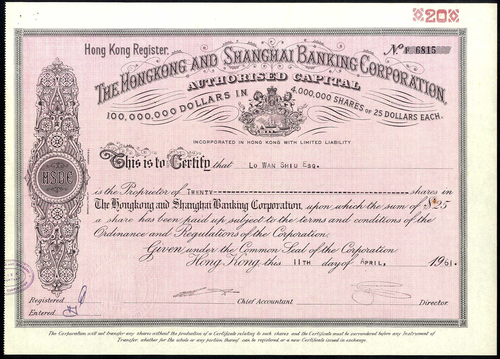 ※20※
Hong Kong Register.
No F 6815
THE HONGKONG AND SHANGHAI BANKING CORPORATION.
AUTHORISED CAPITAL
100,000,000 DOLLARS IN 4,000,000 SHARES OF 25 DOLLARS EACH.
INCORPORATED IN HONG KONG WITH LIMITED LIABILITY
This is to Certify that LO WAN SHIU ESQ.
is the Proprietor of TWENTY shares in
The Hongkong and Shanghai Banking Corporation, upon which the sum of $25
a share has been paid up subject to the terms and conditions of the
Ordinance and Regulations of the Corporation.
Given under the Common Seal of the Corporation
Hong Kong this 11TH day of APRIL, 1961.
H.S.B.C.
Registered
Entered
Chief Accountant
Director.
The Corporation will not transfer any shares without the production of a Certificate relating to such shares and the Certificate must be surrendered before any Instrument of
Transfer, whether for the whole or any portion thereof can be registered or a new Certificate issued in exchange.